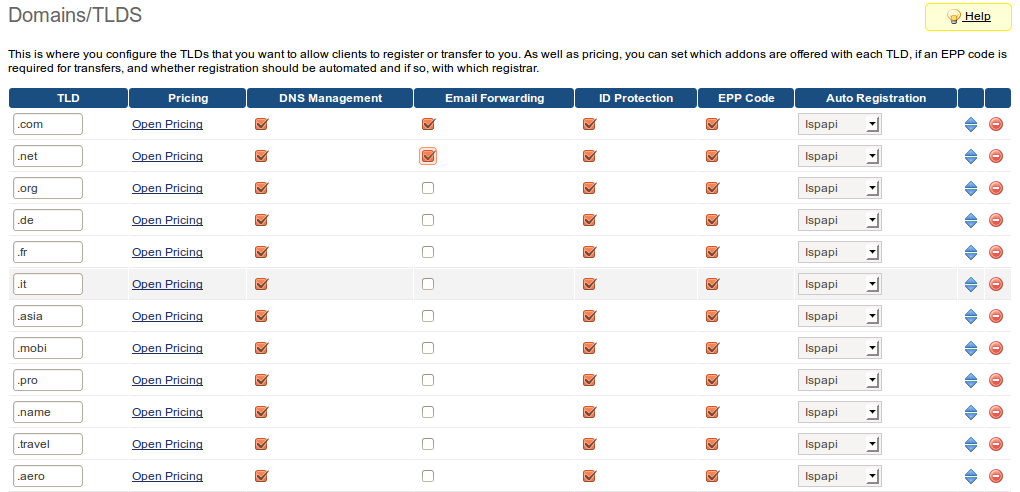 Domains/TLDS
Help
This is where you configure the TLDs that you want to allow clients to register or transfer to you. As well as pricing, you can set which addons are offered with each TLD, if an EPP code is
required for transfers, and whether registration should be automated and if so, with which registrar.
TLD Pricing DNS Management Email Forwarding ID Protection EPP Code Auto Registration
.com Open Pricing Ispapi
.net Open Pricing Ispapi
.org Open Pricing Ispapi
.de Open Pricing Ispapi
.fr Open Pricing Ispapi
.it Open Pricing Ispapi
.asia Open Pricing Ispapi
.mobi Open Pricing Ispapi
.pro Open Pricing Ispapi
.name Open Pricing Ispapi
.travel Open Pricing Ispapi
.aero Open Pricing Ispapi